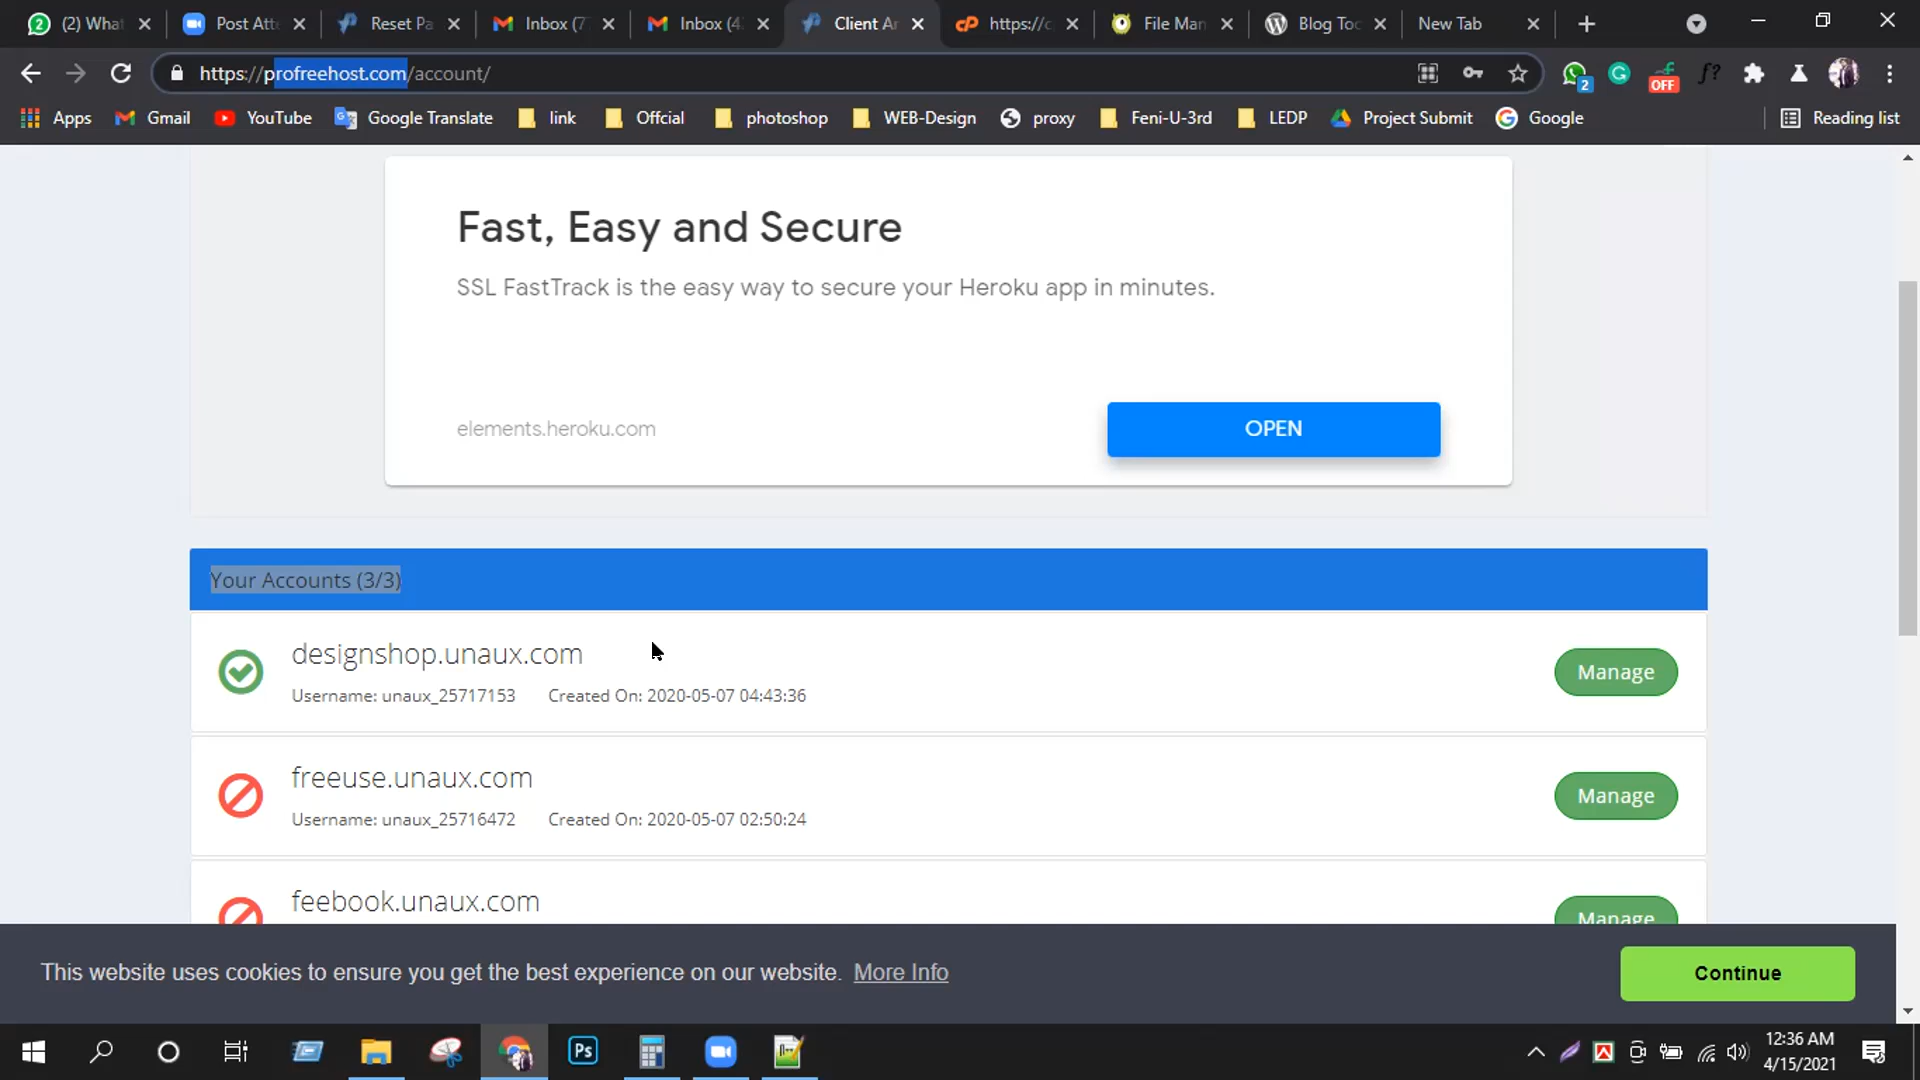 (2) What
Post Att
Reset Pa
Inbox (7
Inbox (4
Client Ar
https://c
File Man
Blog Too
New Tab
https://profreehost.com/account/
2
OFF
f?
Apps
Gmail
YouTube
Google Translate
link
Offcial
photoshop
WEB-Design
proxy
Feni-U-3rd
LEDP
Project Submit
Google
Reading list
Fast, Easy and Secure
SSL FastTrack is the easy way to secure your Heroku app in minutes.
elements.heroku.com
OPEN
Your Accounts (3/3)
designshop.unaux.com
Username: unaux_25717153 Created On: 2020-05-07 04:43:36
Manage
freeuse.unaux.com
Username: unaux_25716472 Created On: 2020-05-07 02:50:24
Manage
feebook.unaux.com
Manage
This website uses cookies to ensure you get the best experience on our website. More Info
Continue
Ps
12:36 AM
4/15/2021